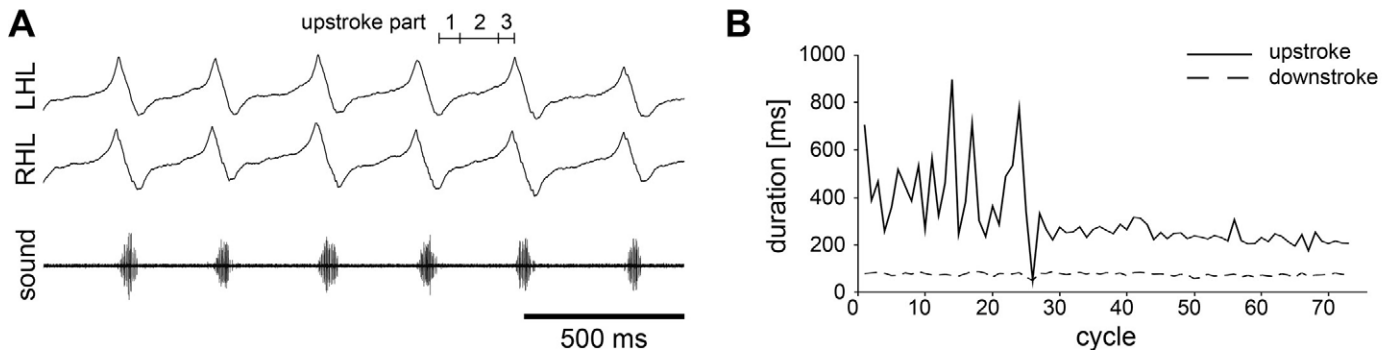 A
upstroke part 1 2 3
LHL
RHL
sound
500 ms
B
upstroke
downstroke
duration [ms]
1000
800
600
400
200
0
0 10 20 30 40 50 60 70
cycle